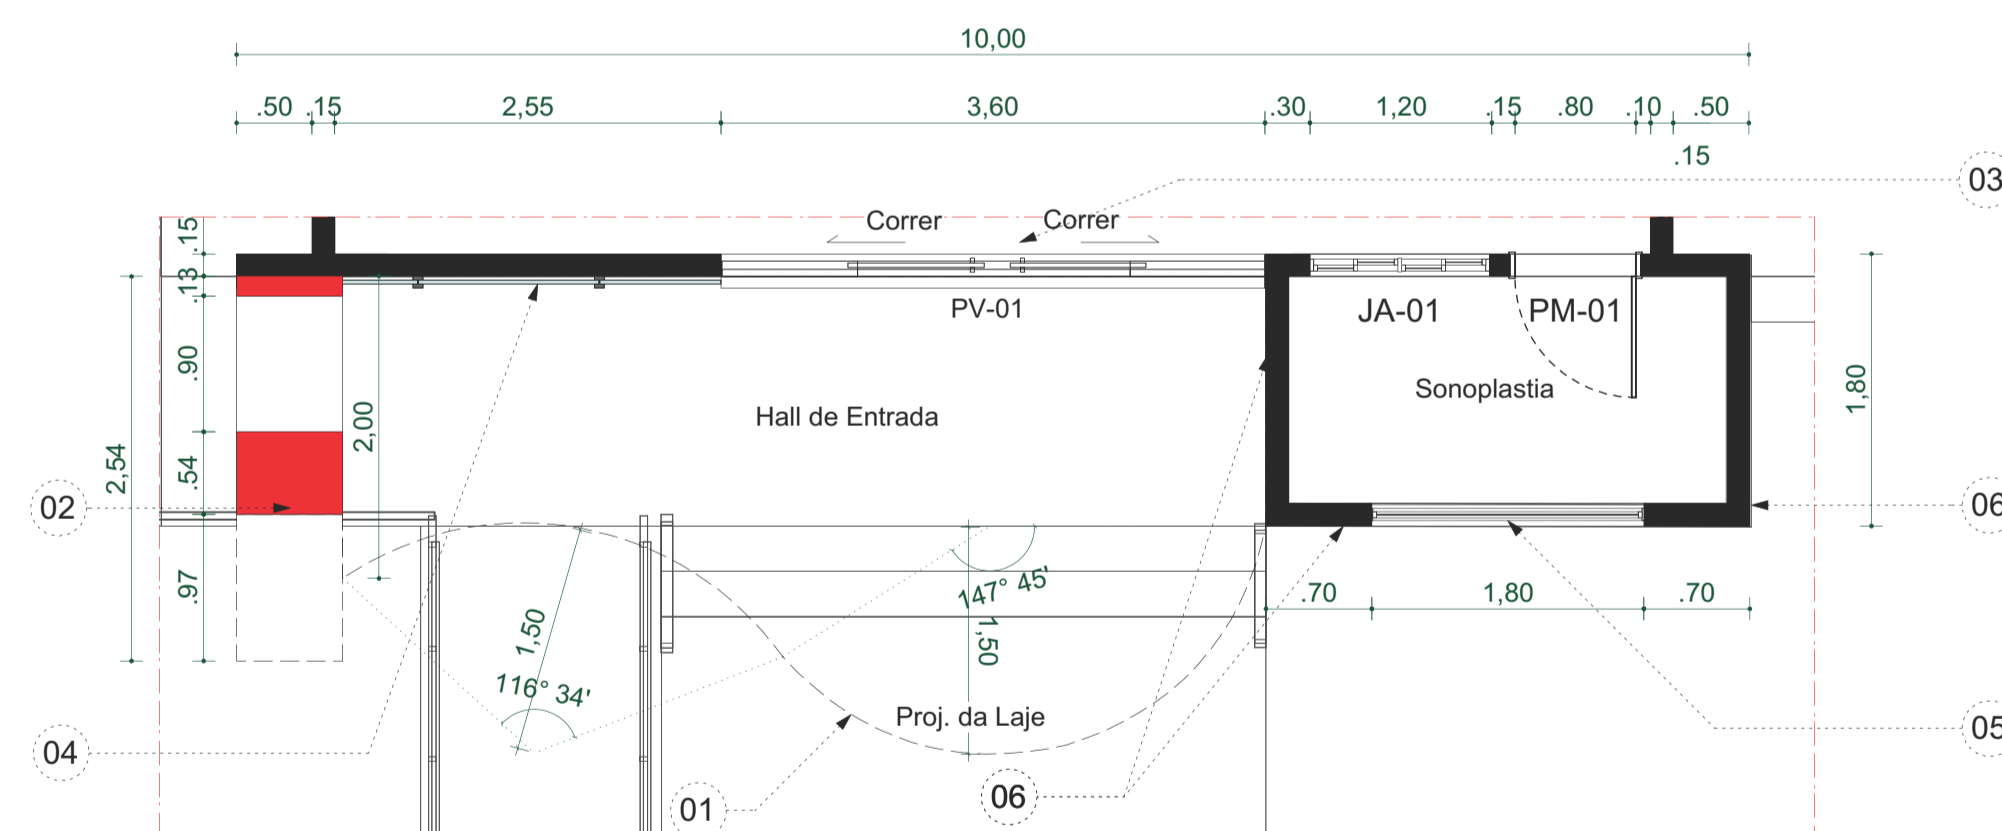 10,00
.50 .15 2,55 3,60 .30 1,20 .15 .80 .10 .50
.15
03
Correr Correr
.15
.13
PV-01
JA-01 PM-01
.90
1,80
Sonoplastia
Hall de Entrada
2,00
2,54
.54
02
06
.97
147° 45'
.70 1,80 .70
1,50
1,50
116° 34'
Proj. da Laje
04
05
01
06